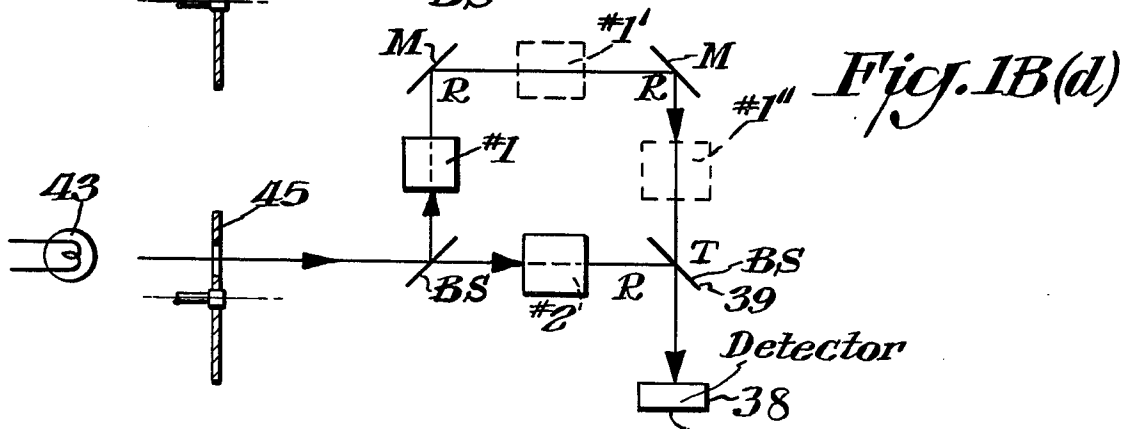 BS
M
#1'
M
Fig. 1B(d)
R
R
#1"
#1
43
45
T
BS
BS
R
39
#2
Detector
38